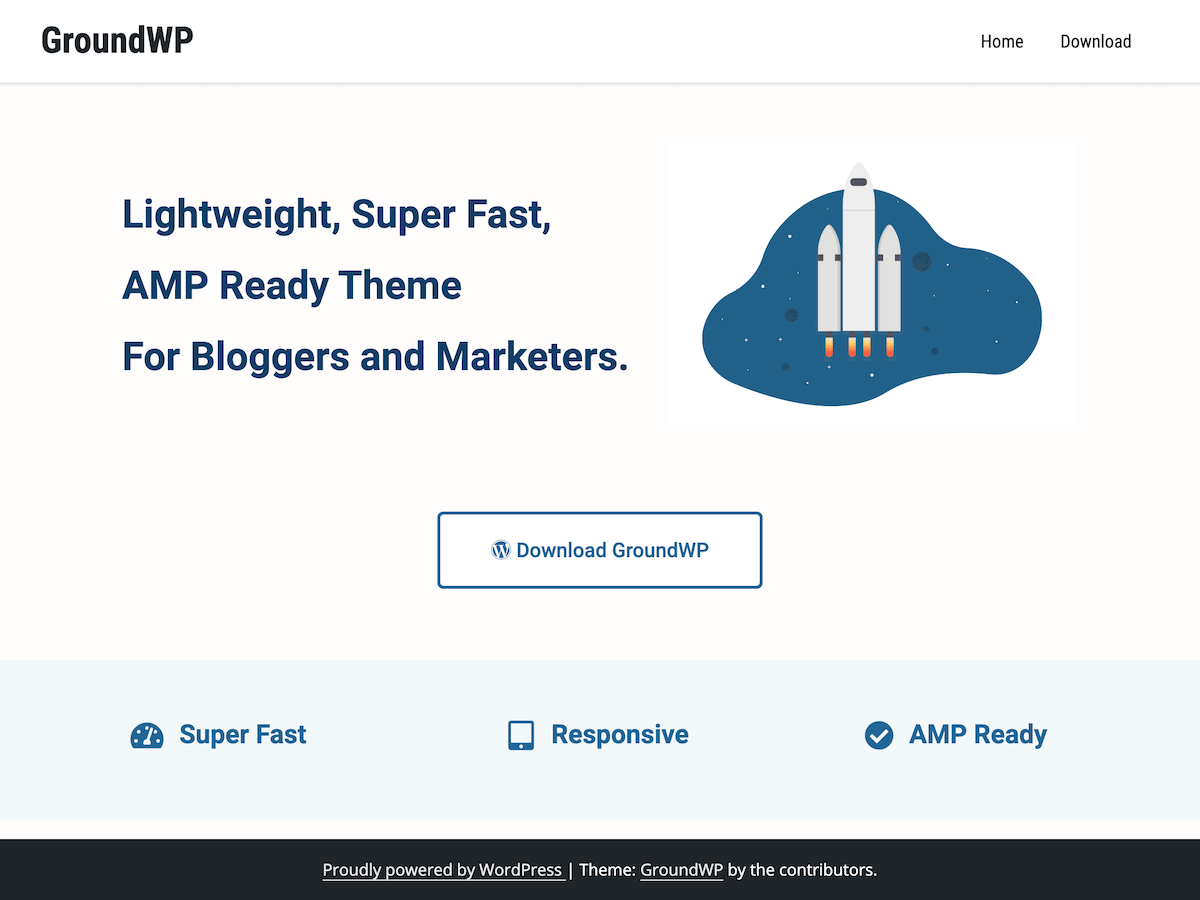 GroundWP
Home
Download
Lightweight, Super Fast,
AMP Ready Theme
For Bloggers and Marketers.
Download GroundWP
Super Fast
Responsive
AMP Ready
Proudly powered by WordPress | Theme: GroundWP by the contributors.